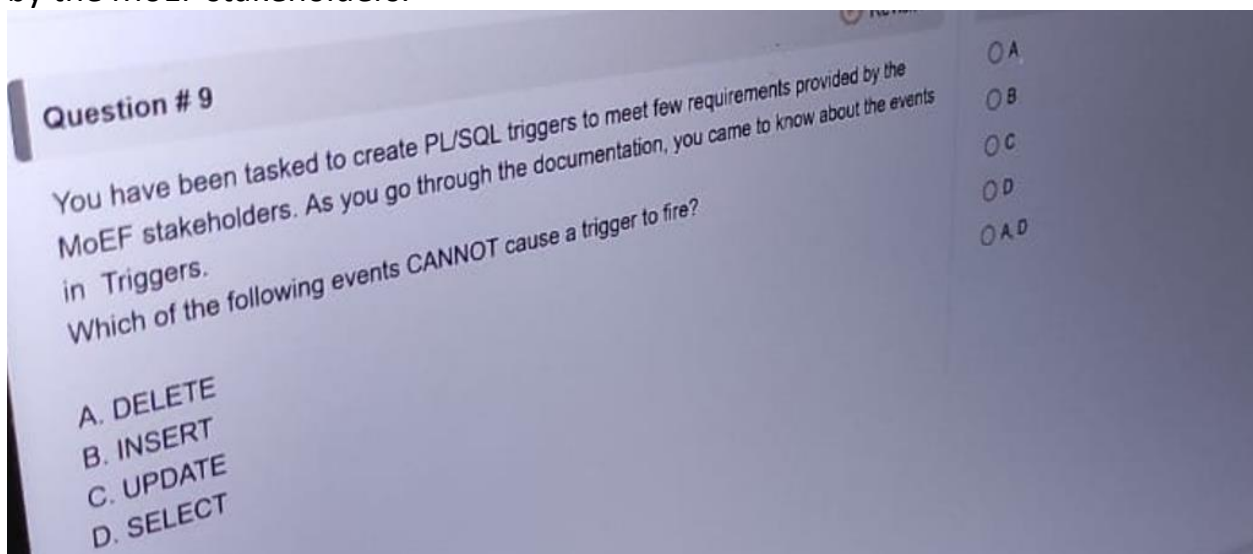 Question # 9
You have been tasked to create PL/SQL triggers to meet few requirements provided by the
MoEF stakeholders. As you go through the documentation, you came to know about the events
in Triggers.
Which of the following events CANNOT cause a trigger to fire?
A. DELETE
B. INSERT
C. UPDATE
D. SELECT
A
B
C
D
A,D